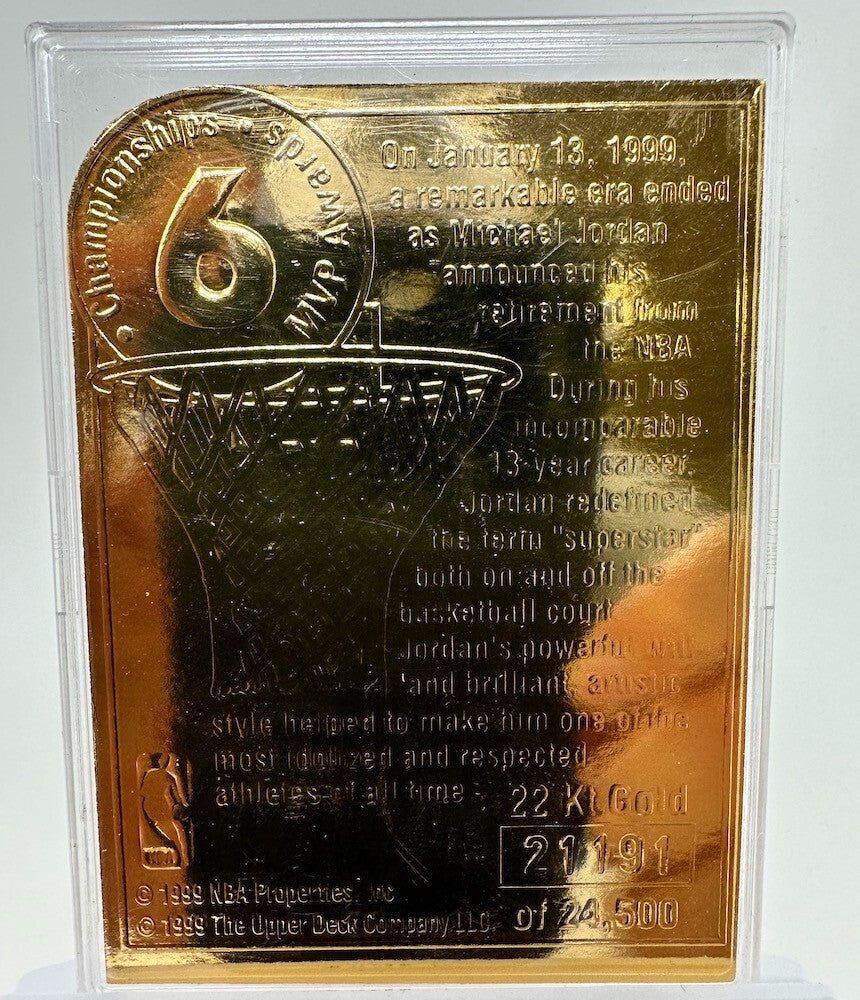 • Championships • MVP Awards
6
On January 13, 1999,
a remarkable era ended
as Michael Jordan
announced his
retirement from
the NBA
During his
incomparable
13-year career,
Jordan redefined
the term "superstar"
both on and off the
basketball court
Jordan's powerful will
and brilliant, artistic
style helped to make him one of the
most idolized and respected
athletes of all time
22 Kt Gold
21191
of 24,500
NBA
© 1999 NBA Properties, Inc
© 1999 The Upper Deck Company LLC